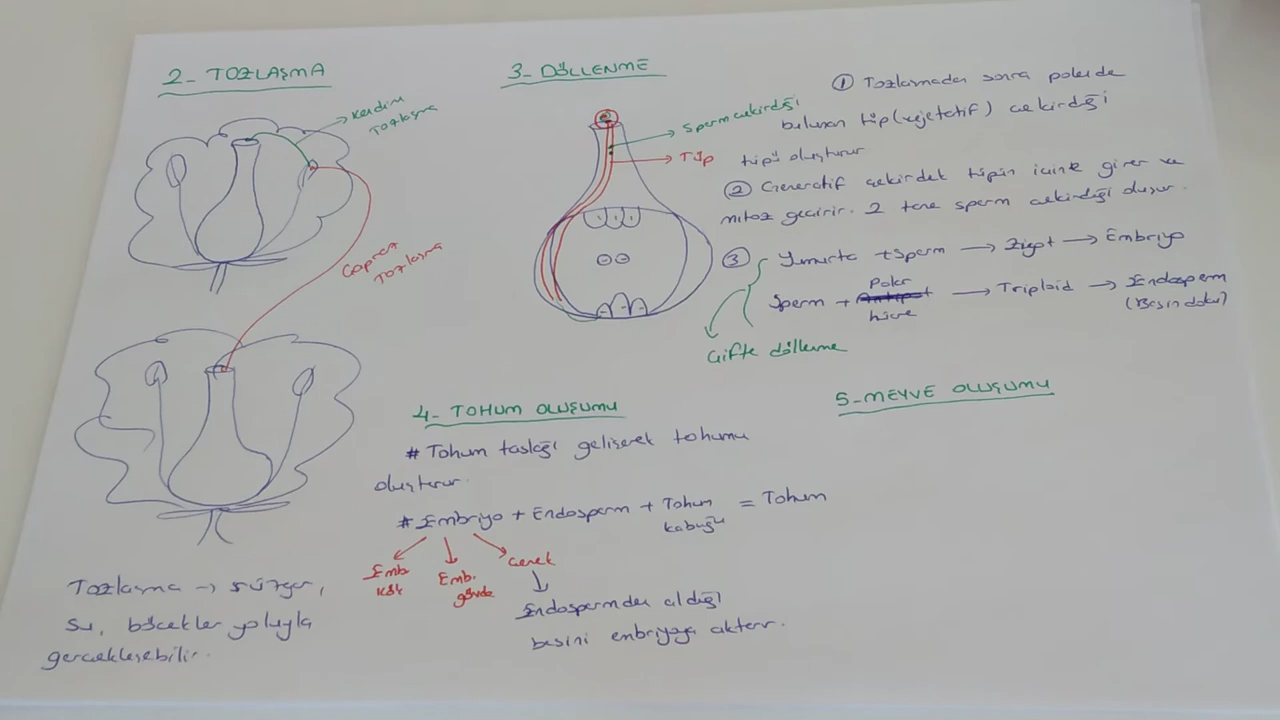 2- TOZLAŞMA
Kendini
Tozlaşma
Çapraz
Tozlaşma
Tozlaşma → rüzgar,
Su, böcekler yoluyla
gerçekleşebilir.
3- DÖLLENME
Sperm çekirdeği
Tüp
① Tozlaşmadan sonra polende
bulunan tüp (vejetatif) çekirdeği
tüpü oluşturur.
② Generatif çekirdek tüpün içine girer ve
mitoz geçirir. 2 tane sperm çekirdeği oluşur.
③ Yumurta + Sperm → Zigot → Embriyo
Sperm + Polar hücre → Triploid → Endosperm
(Besin doku)
Çifte döllenme
4- TOHUM OLUŞUMU
# Tohum taslağı gelişerek tohumu
oluşturur.
# Embriyo + Endosperm + Tohum kabuğu = Tohum
Emb. kök
Emb. gövde
Çenek
Endospermden aldığı
besini embriyoya aktarır.
5- MEYVE OLUŞUMU